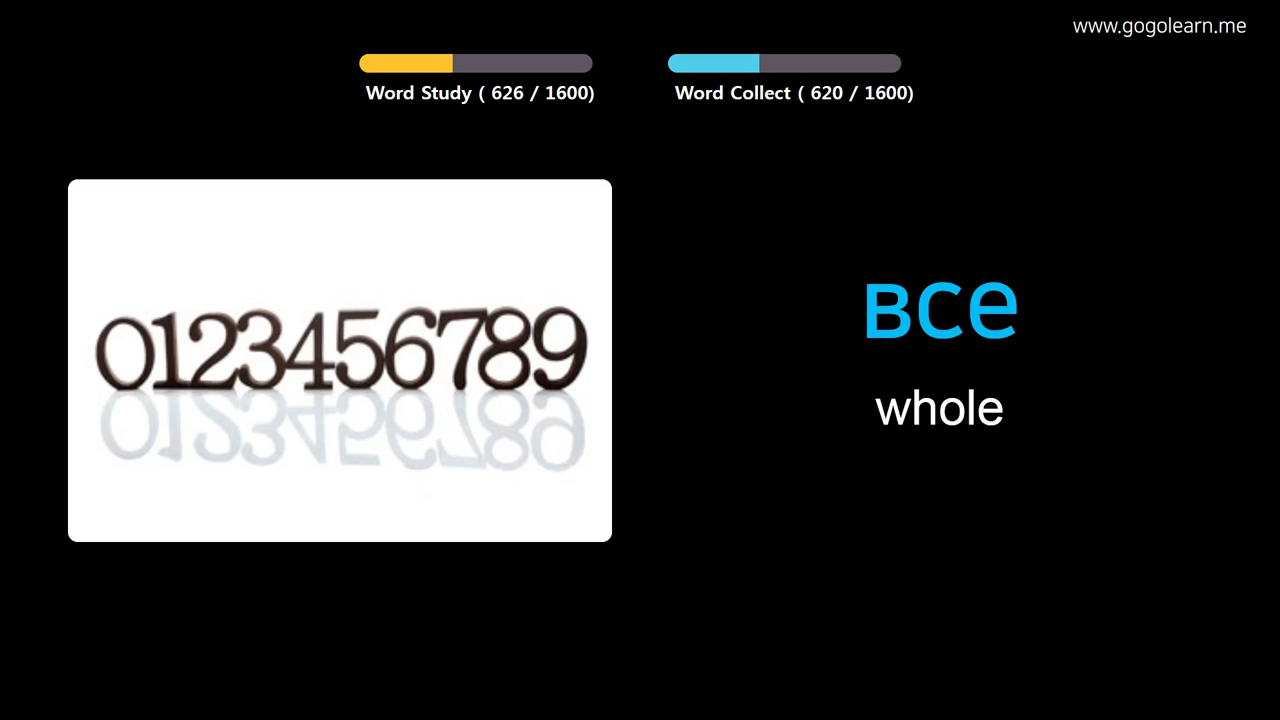 www.gogolearn.me
Word Study ( 626 / 1600)
Word Collect ( 620 / 1600)
0123456789
все
whole